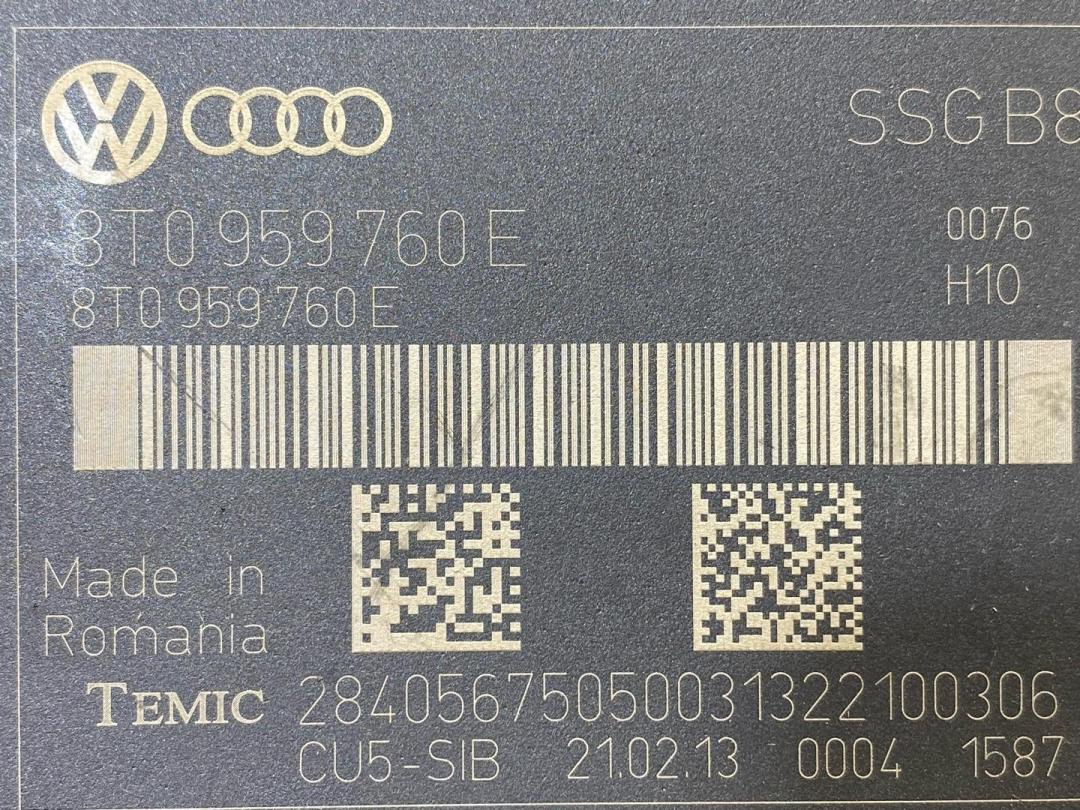 SSG B8
8T0 959 760 E
0076
8T0 959 760 E
H10
Made in
Romania
TEMIC
28405675050031322100306
CU5-SIB 21.02.13 0004 1587